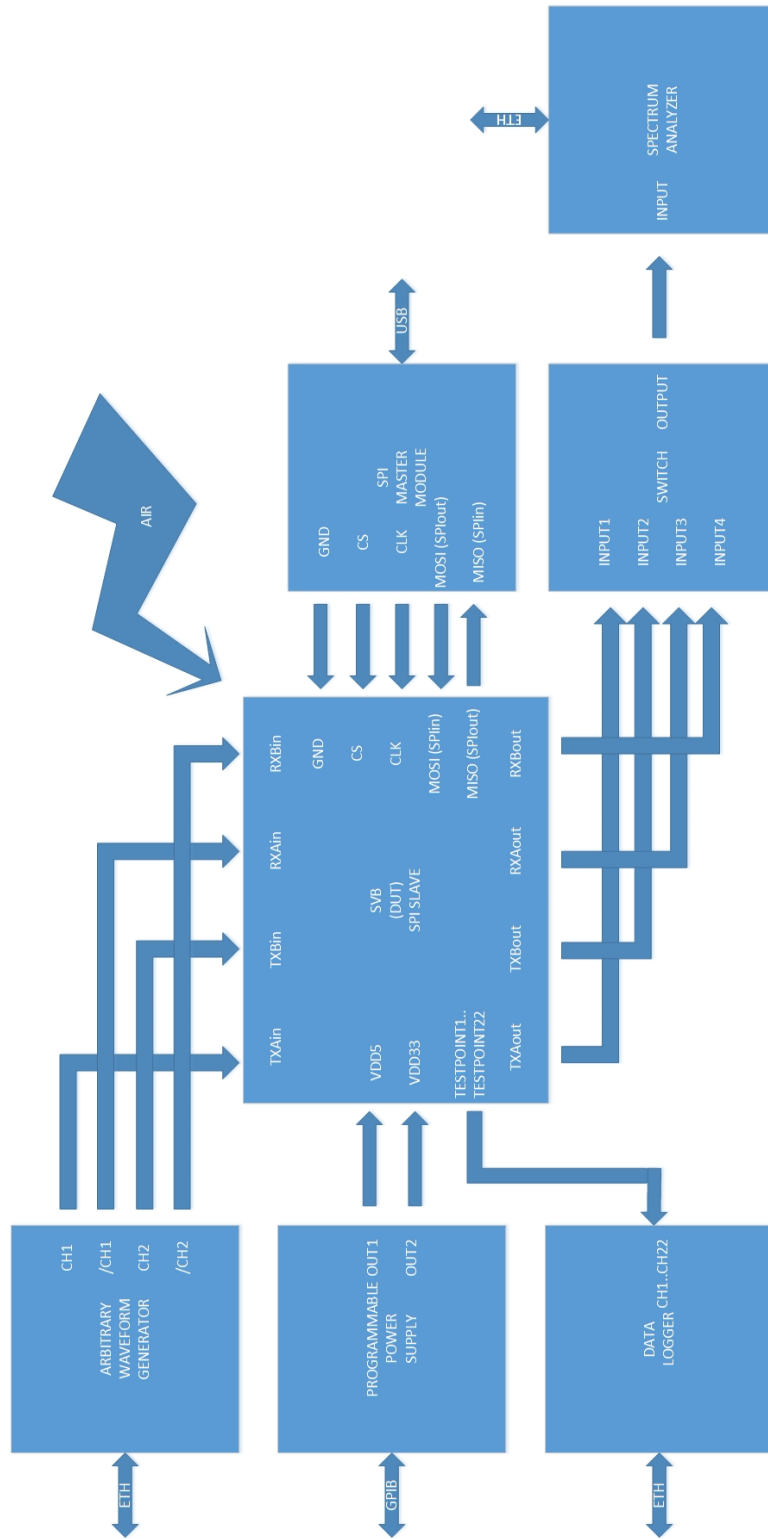 ETH
ARBITRARY
WAVEFORM
GENERATOR
CH1
/CH1
CH2
/CH2
GPIB
PROGRAMMABLE
POWER
SUPPLY
OUT1
OUT2
ETH
DATA
LOGGER
CH1..CH22
TXAin
TXBin
RXAin
RXBin
VDD5
VDD33
TESTPOINT1..
TESTPOINT22
SVB
(DUT)
SPI SLAVE
GND
CS
CLK
MOSI (SPIin)
MISO (SPIout)
TXAout
TXBout
RXAout
RXBout
AIR
GND
CS
CLK
MOSI (SPIout)
MISO (SPIin)
SPI
MASTER
MODULE
USB
INPUT1
INPUT2
INPUT3
INPUT4
SWITCH
OUTPUT
ETH
INPUT
SPECTRUM
ANALYZER